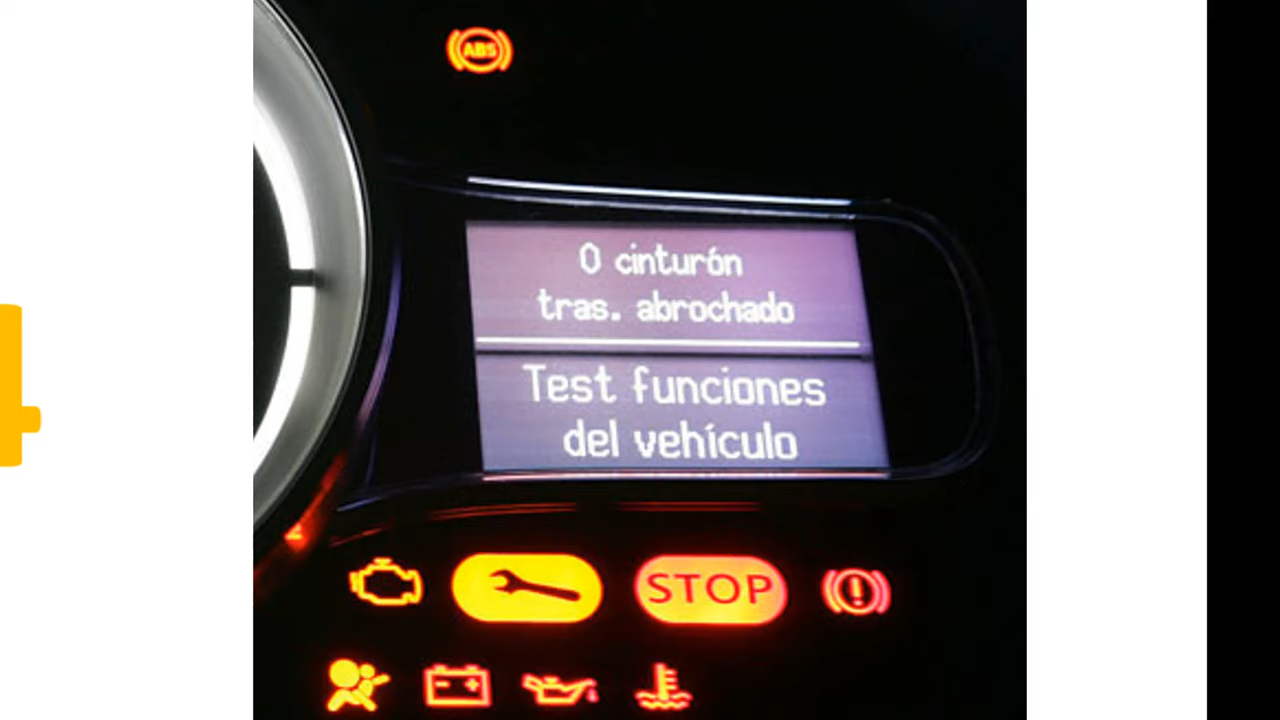 ABS
0 cinturón
tras. abrochado
Test funciones
del vehículo
STOP